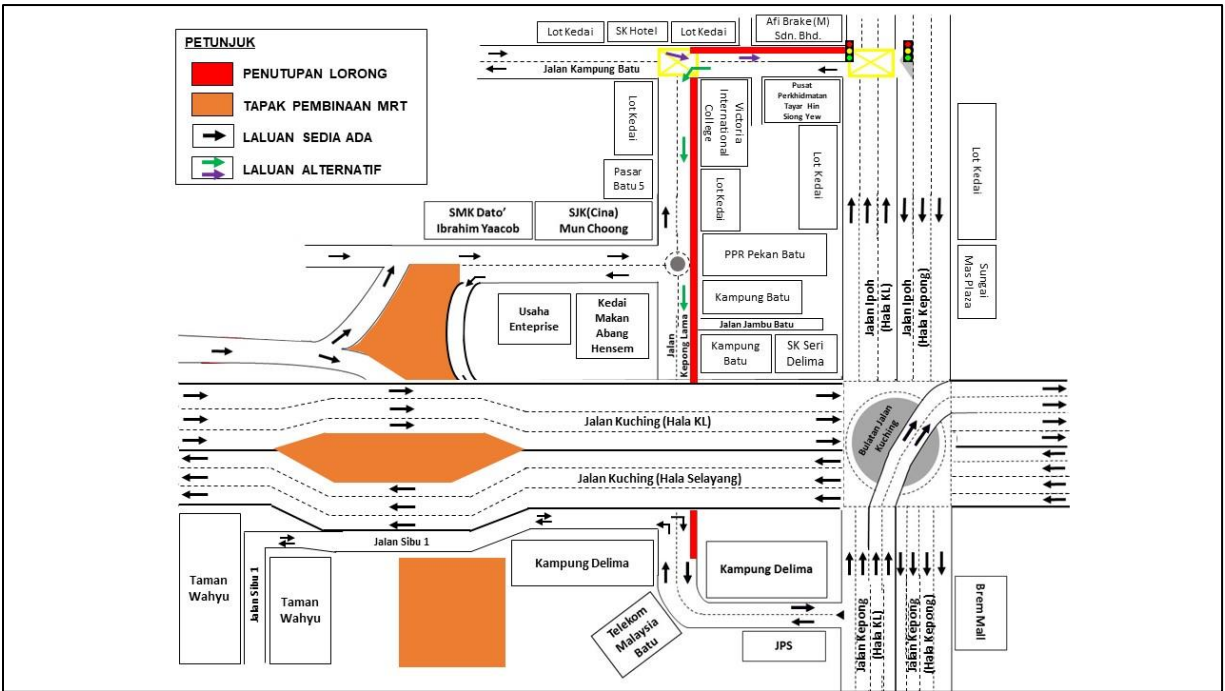 PETUNJUK
PENUTUPAN LORONG
TAPAK PEMBINAAN MRT
LALUAN SEDIA ADA
LALUAN ALTERNATIF
Lot Kedai
SK Hotel
Lot Kedai
Afi Brake (M)
Sdn. Bhd.
Jalan Kampung Batu
Lot Kedai
Victoria
International
College
Pusat
Perkhidmatan
Tayar Hin
Siong Yew
Lot Kedai
Pasar
Batu 5
Lot Kedai
Lot Kedai
SMK Dato'
Ibrahim Yaacob
SJK(Cina)
Mun Choong
PPR Pekan Batu
Jalan Ipoh
(Hala KL)
Jalan Ipoh
(Hala Kepong)
Sungai
Mas Plaza
Usaha
Enteprise
Kedai
Makan
Abang
Hensem
Jalan
Kepong Lama
Kampung Batu
Jalan Jambu Batu
Kampung
Batu
SK Seri
Delima
Jalan Kuching (Hala KL)
Bulatan Jalan
Kuching
Jalan Kuching (Hala Selayang)
Jalan Sibu 1
Taman
Wahyu
Jalan Sibu 1
Taman
Wahyu
Kampung Delima
Kampung Delima
Telekom
Malaysia
Batu
JPS
Jalan Kepong
(Hala KL)
Jalan Kepong
(Hala Kepong)
Brem Mall